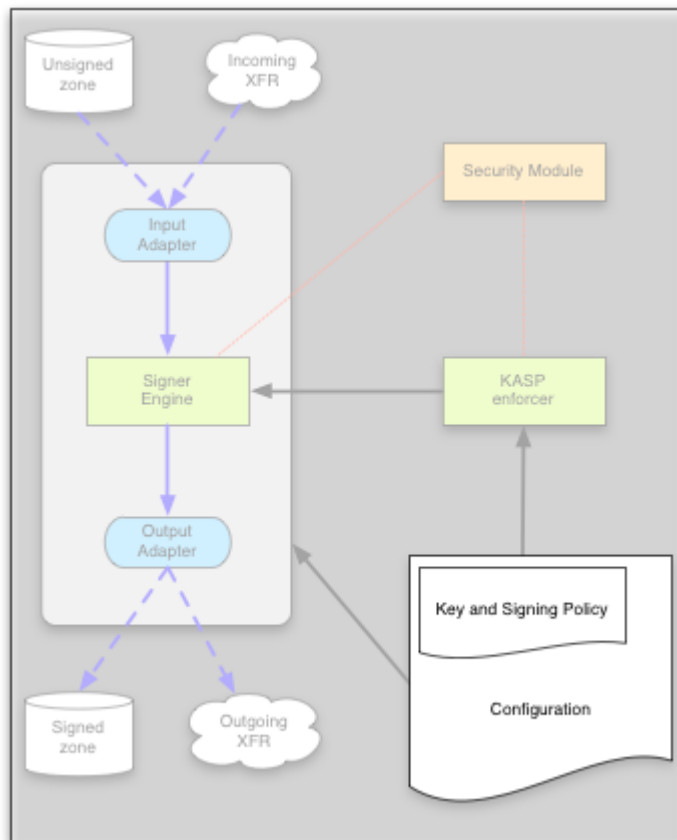 Unsigned
zone
Incoming
XFR
Security Module
Input
Adapter
Signer
Engine
KASP
enforcer
Output
Adapter
Key and Signing Policy
Configuration
Signed
zone
Outgoing
XFR